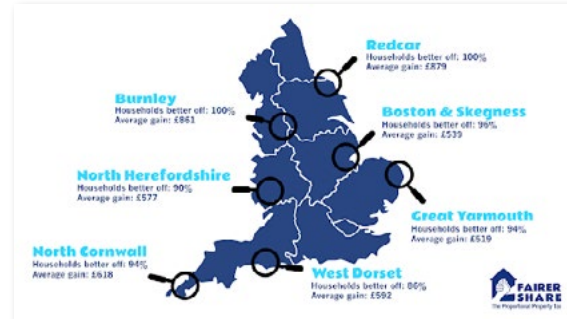 Redcar
Households better off: 100%
Average gain: £879
Burnley
Households better off: 100%
Average gain: £861
Boston & Skegness
Households better off: 96%
Average gain: £539
North Herefordshire
Households better off: 90%
Average gain: £577
Great Yarmouth
Households better off: 94%
Average gain: £619
North Cornwall
Households better off: 94%
Average gain: £618
West Dorset
Households better off: 86%
Average gain: £592
FAIRER
SHARE
The Proportional Property Tax